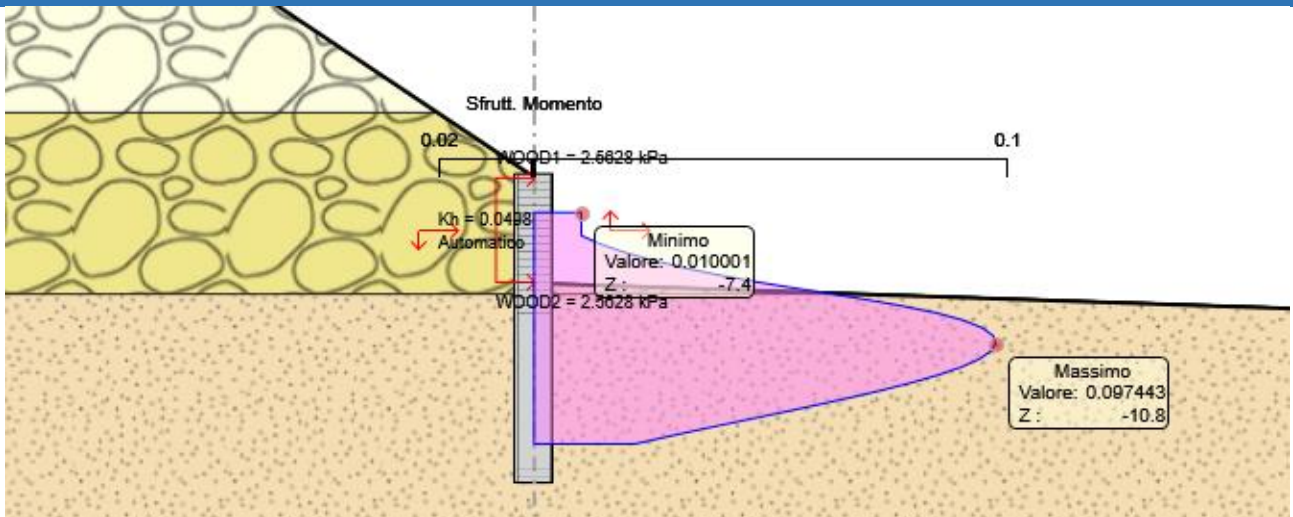 Sfrutt. Momento
0.02
0.1
WOOD1 = 2.5628 kPa
Kh = 0.0498
Automatico
Minimo
Valore: 0.010001
Z : -7.4
WOOD2 = 2.5628 kPa
Massimo
Valore: 0.097443
Z : -10.8